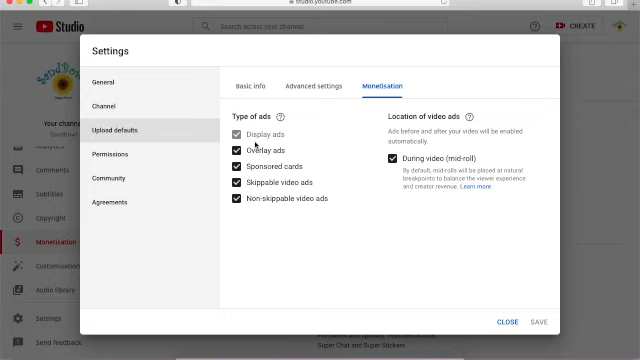 studio.youtube.com
Studio
Search across your channel
CREATE
Settings
General
Channel
Upload defaults
Permissions
Community
Agreements
Basic info
Advanced settings
Monetisation
Type of ads
Display ads
Overlay ads
Sponsored cards
Skippable video ads
Non-skippable video ads
Location of video ads
Ads before and after your video will be enabled
automatically.
During video (mid-roll)
By default, mid-roll will be placed at natural
breakpoints to balance the viewer experience
and creator revenue. Learn more
CLOSE
SAVE
Your chann
Comments
Subtitles
Copyright
Monetisation
Customisation
Audio library
Settings
Send feedback
Super Chat and Super Stickers.